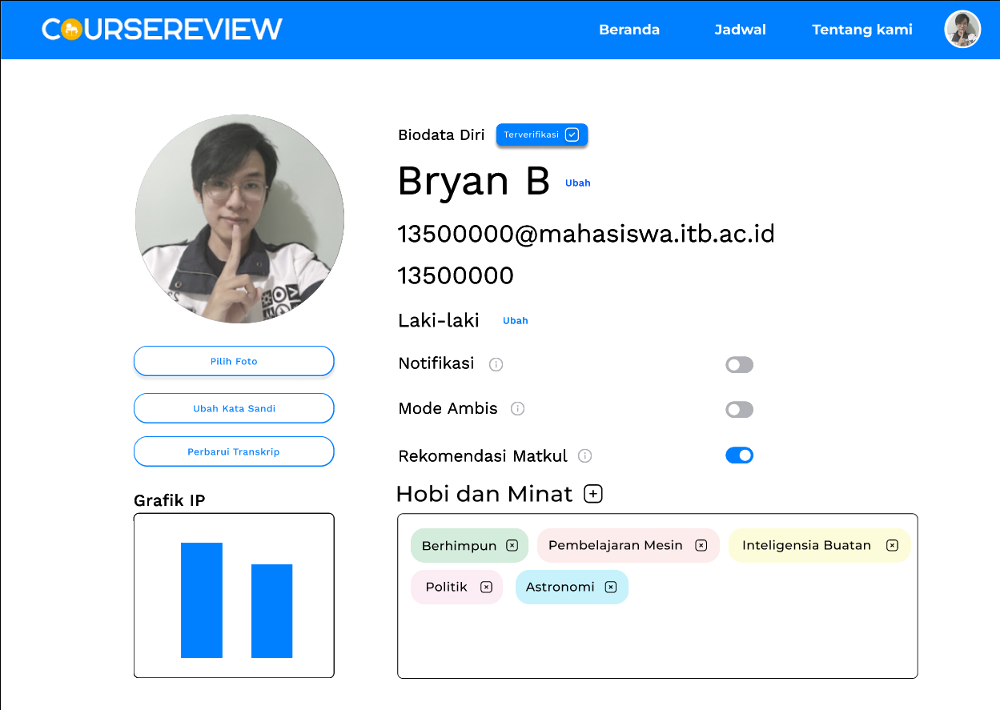 COURSEREVIEW
Beranda Jadwal Tentang kami
Biodata Diri Terverifikasi
Bryan B Ubah
13500000@mahasiswa.itb.ac.id
13500000
Laki-laki Ubah
Notifikasi
Mode Ambis
Rekomendasi Matkul
Pilih Foto
Ubah Kata Sandi
Perbarui Transkrip
Grafik IP
Hobi dan Minat
Berhimpun Pembelajaran Mesin Inteligensia Buatan
Politik Astronomi